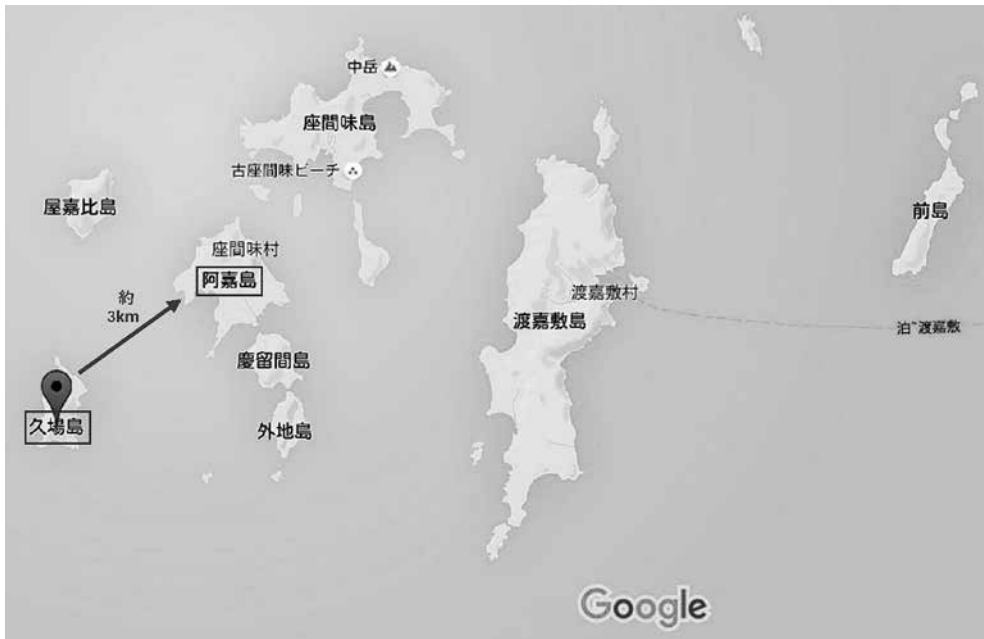 中岳
座間味島
古座間味ビーチ
屋嘉比島
前島
座間味村
阿嘉島
渡嘉敷村
約
3km
渡嘉敷島
泊~渡嘉敷
慶留間島
久場島
外地島
Google